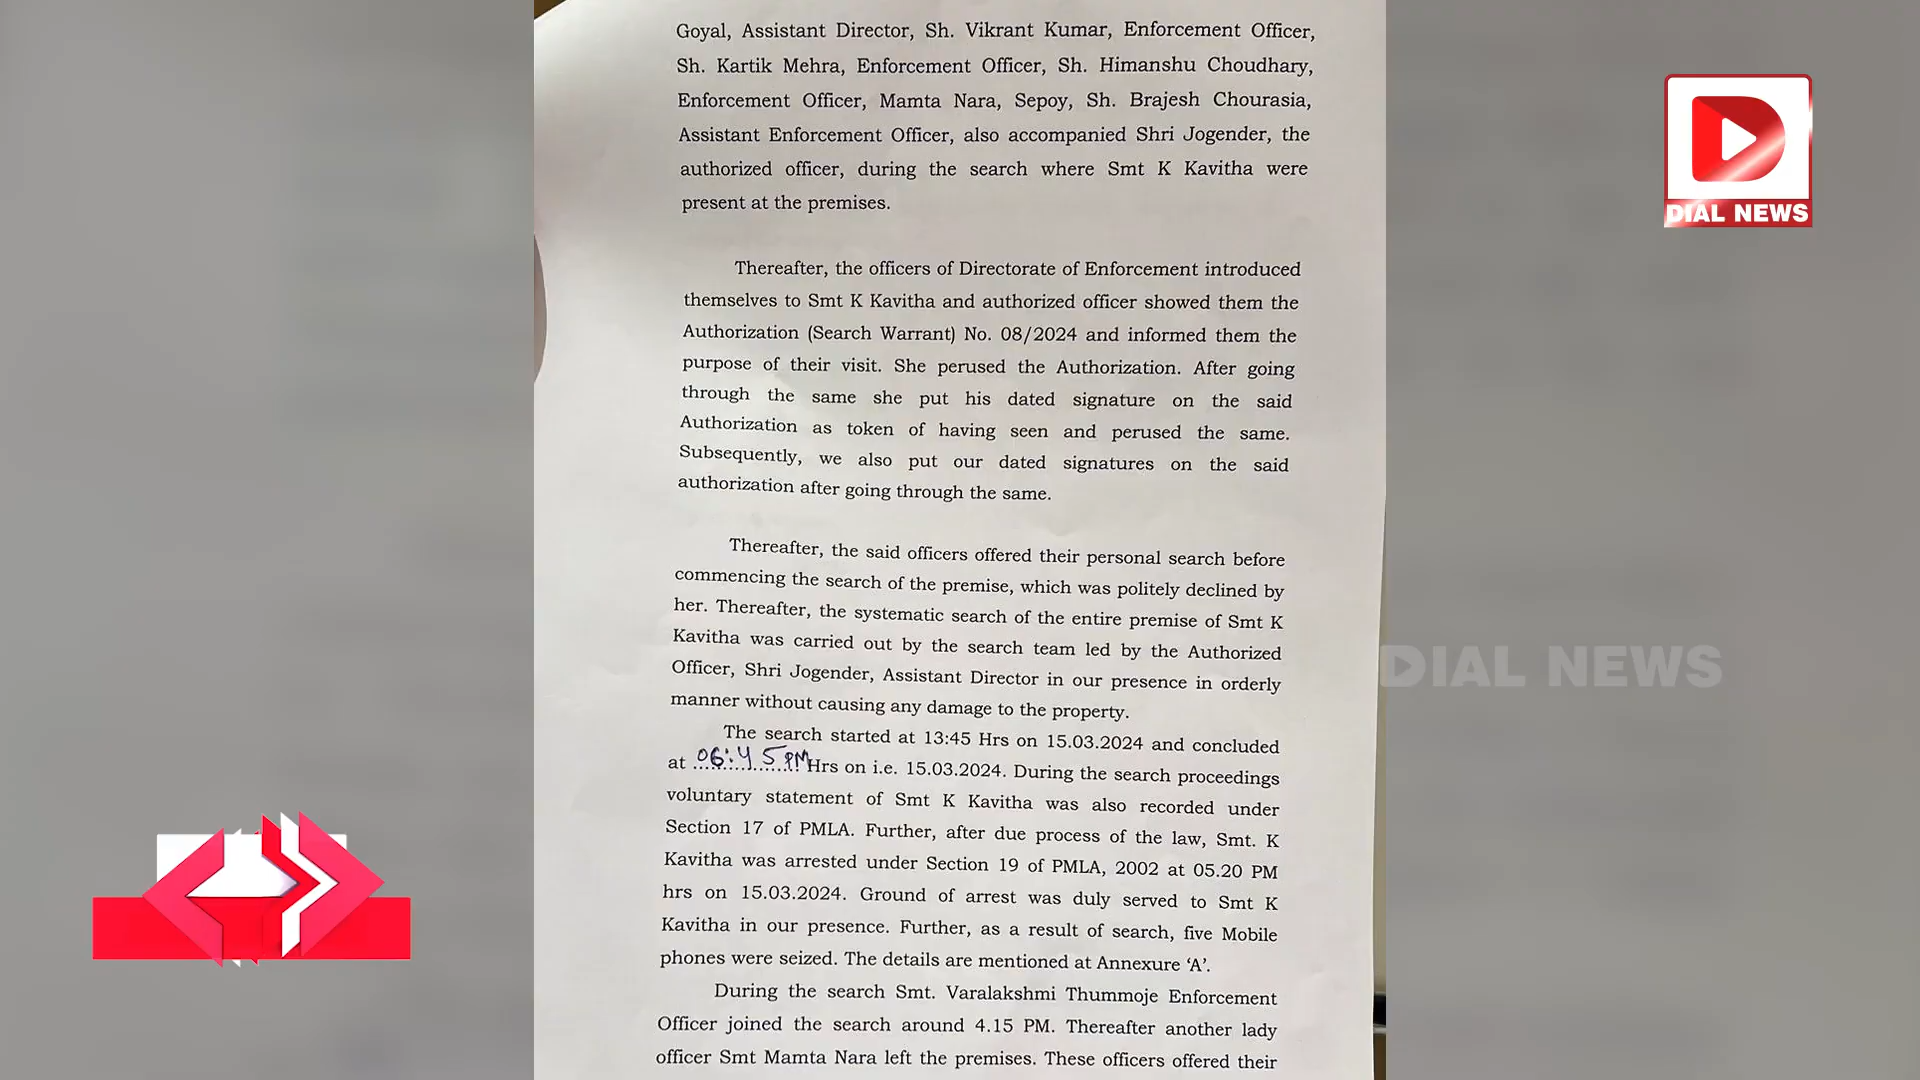 Goyal, Assistant Director, Sh. Vikrant Kumar, Enforcement Officer,
Sh. Kartik Mehra, Enforcement Officer, Sh. Himanshu Choudhary,
Enforcement Officer, Mamta Nara, Sepoy, Sh. Brajesh Chourasia,
Assistant Enforcement Officer, also accompanied Shri Jogender, the
authorized officer, during the search where Smt K Kavitha were
present at the premises.
Thereafter, the officers of Directorate of Enforcement introduced
themselves to Smt K Kavitha and authorized officer showed them the
Authorization (Search Warrant) No. 08/2024 and informed them the
purpose of their visit. She perused the Authorization. After going
through the same she put his dated signature on the said
Authorization as token of having seen and perused the same.
Subsequently, we also put our dated signatures on the said
authorization after going through the same.
Thereafter, the said officers offered their personal search before
commencing the search of the premise, which was politely declined by
her. Thereafter, the systematic search of the entire premise of Smt K
Kavitha was carried out by the search team led by the Authorized
Officer, Shri Jogender, Assistant Director in our presence in orderly
manner without causing any damage to the property.
The search started at 13:45 Hrs on 15.03.2024 and concluded
at 06:45 PM Hrs on i.e. 15.03.2024. During the search proceedings
voluntary statement of Smt K Kavitha was also recorded under
Section 17 of PMLA. Further, after due process of the law, Smt. K
Kavitha was arrested under Section 19 of PMLA, 2002 at 05.20 PM
hrs on 15.03.2024. Ground of arrest was duly served to Smt K
Kavitha in our presence. Further, as a result of search, five Mobile
phones were seized. The details are mentioned at Annexure ‘A’.
During the search Smt. Varalakshmi Thummoje Enforcement
Officer joined the search around 4.15 PM. Thereafter another lady
officer Smt Mamta Nara left the premises. These officers offered their
DIAL NEWS
DIAL NEWS